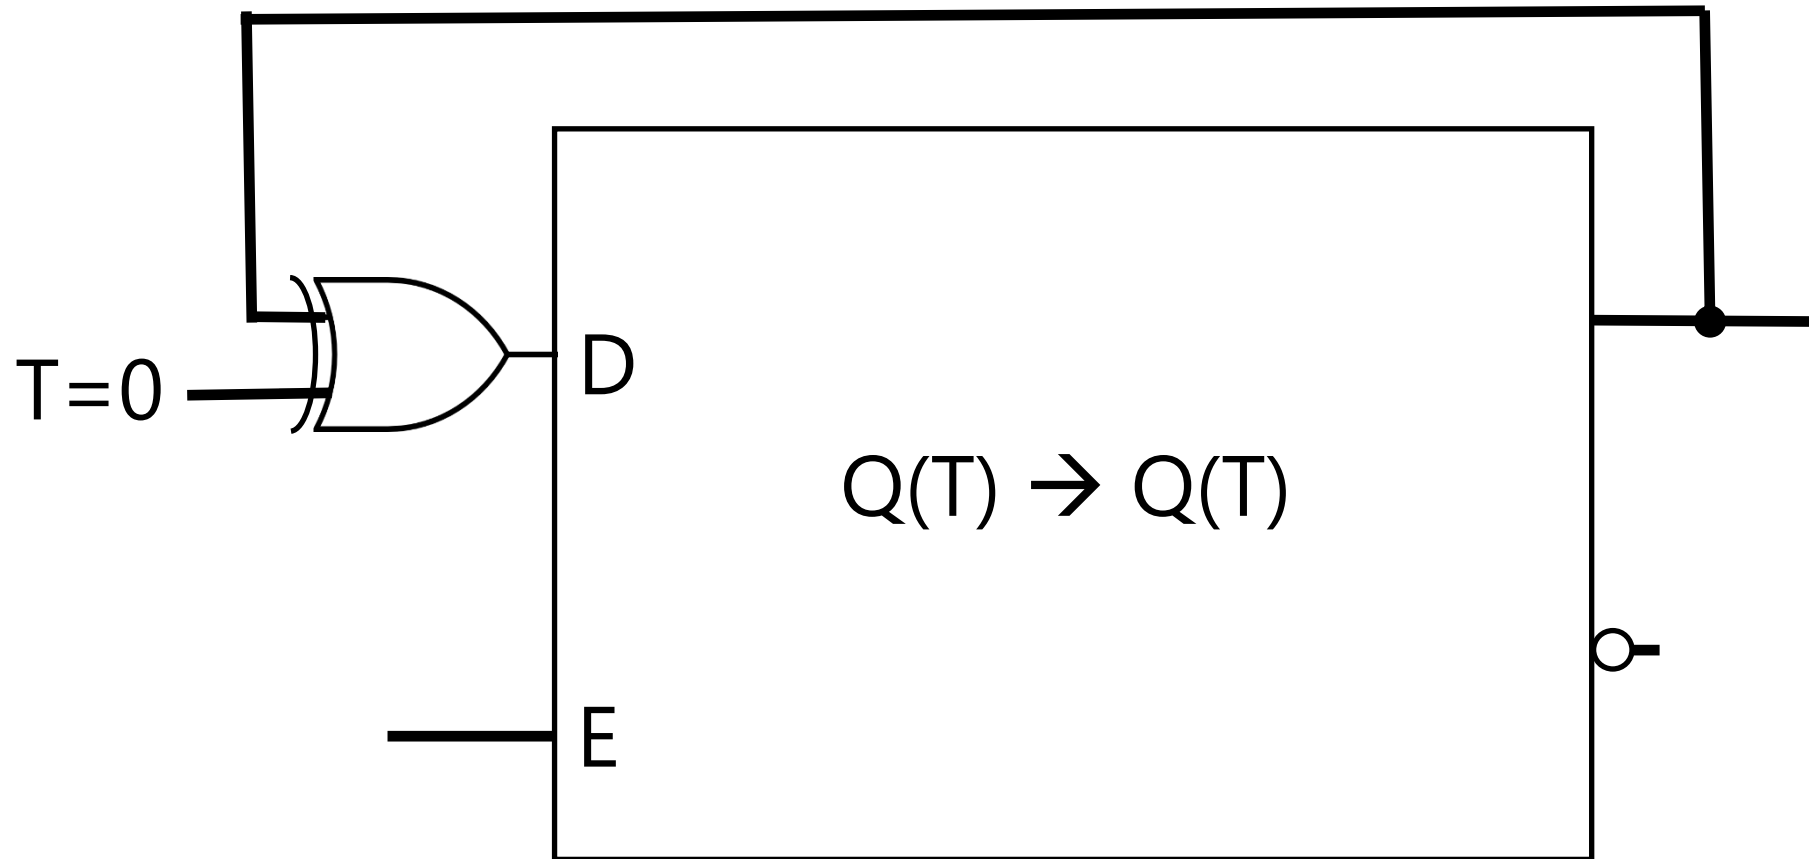 D
T=0
Q(T) → Q(T)
E